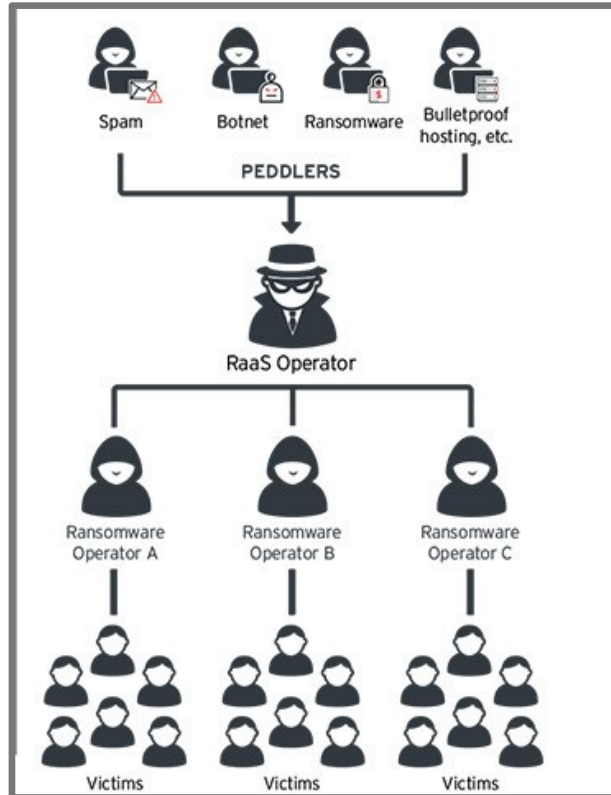 Spam
Botnet
Ransomware
Bulletproof
hosting, etc.
PEDDLERS
RaaS Operator
Ransomware
Operator A
Ransomware
Operator B
Ransomware
Operator C
Victims
Victims
Victims